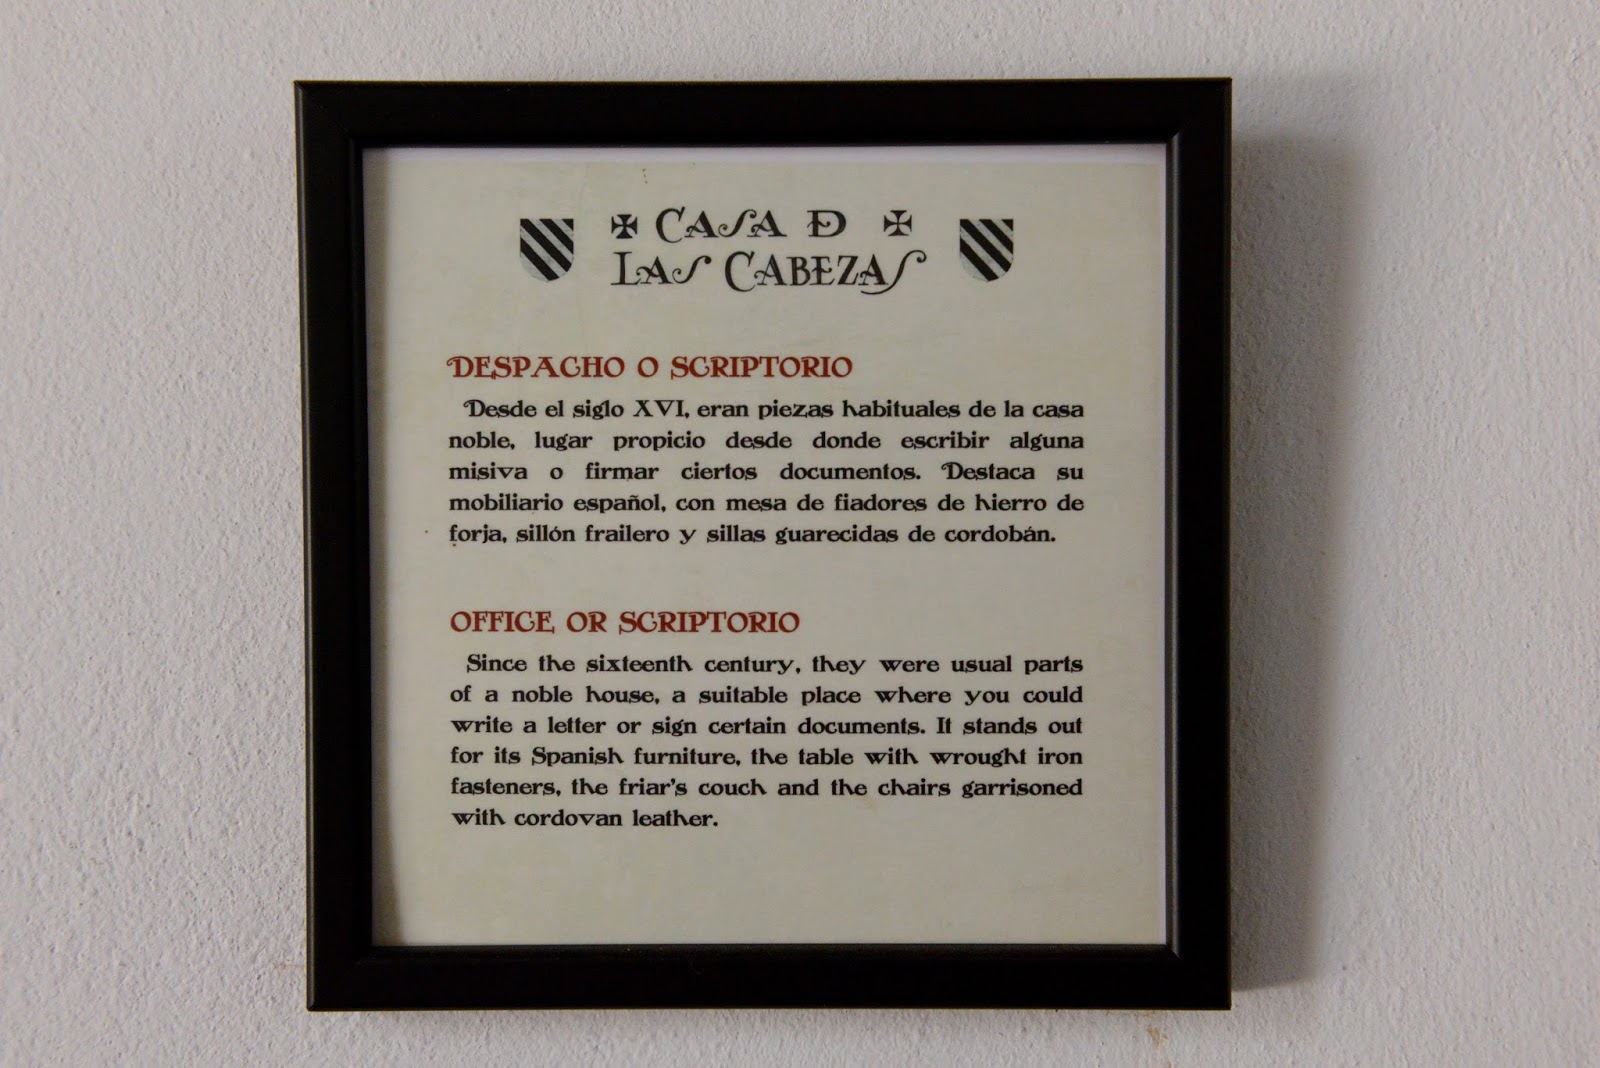 CASA D
LAS CABEZAS
DESPACHO O SCRIPTORIO
Desde el siglo XVI, eran piezas habituales de la casa
noble, lugar propicio desde donde escribir alguna
misiva o firmar ciertos documentos. Destaca su
mobiliario español, con mesa de fiadores de hierro de
forja, sillón frailero y sillas guarecidas de cordobán.
OFFICE OR SCRIPTORIO
Since the sixteenth century, they were usual parts
of a noble house, a suitable place where you could
write a letter or sign certain documents. It stands out
for its Spanish furniture, the table with wrought iron
fasteners, the friar's couch and the chairs garrisoned
with cordovan leather.